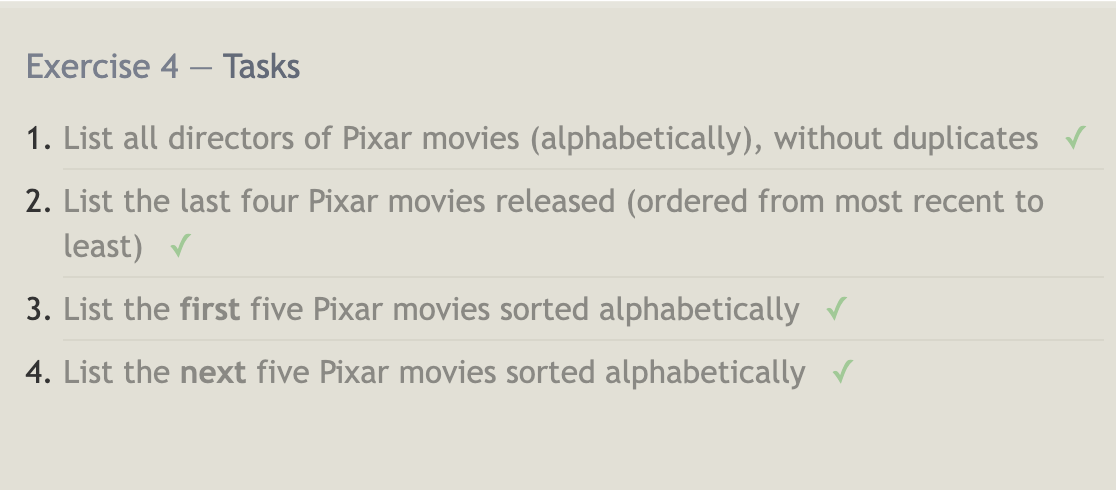 Exercise 4 — Tasks
1. List all directors of Pixar movies (alphabetically), without duplicates ✓
2. List the last four Pixar movies released (ordered from most recent to
least) ✓
3. List the first five Pixar movies sorted alphabetically ✓
4. List the next five Pixar movies sorted alphabetically ✓